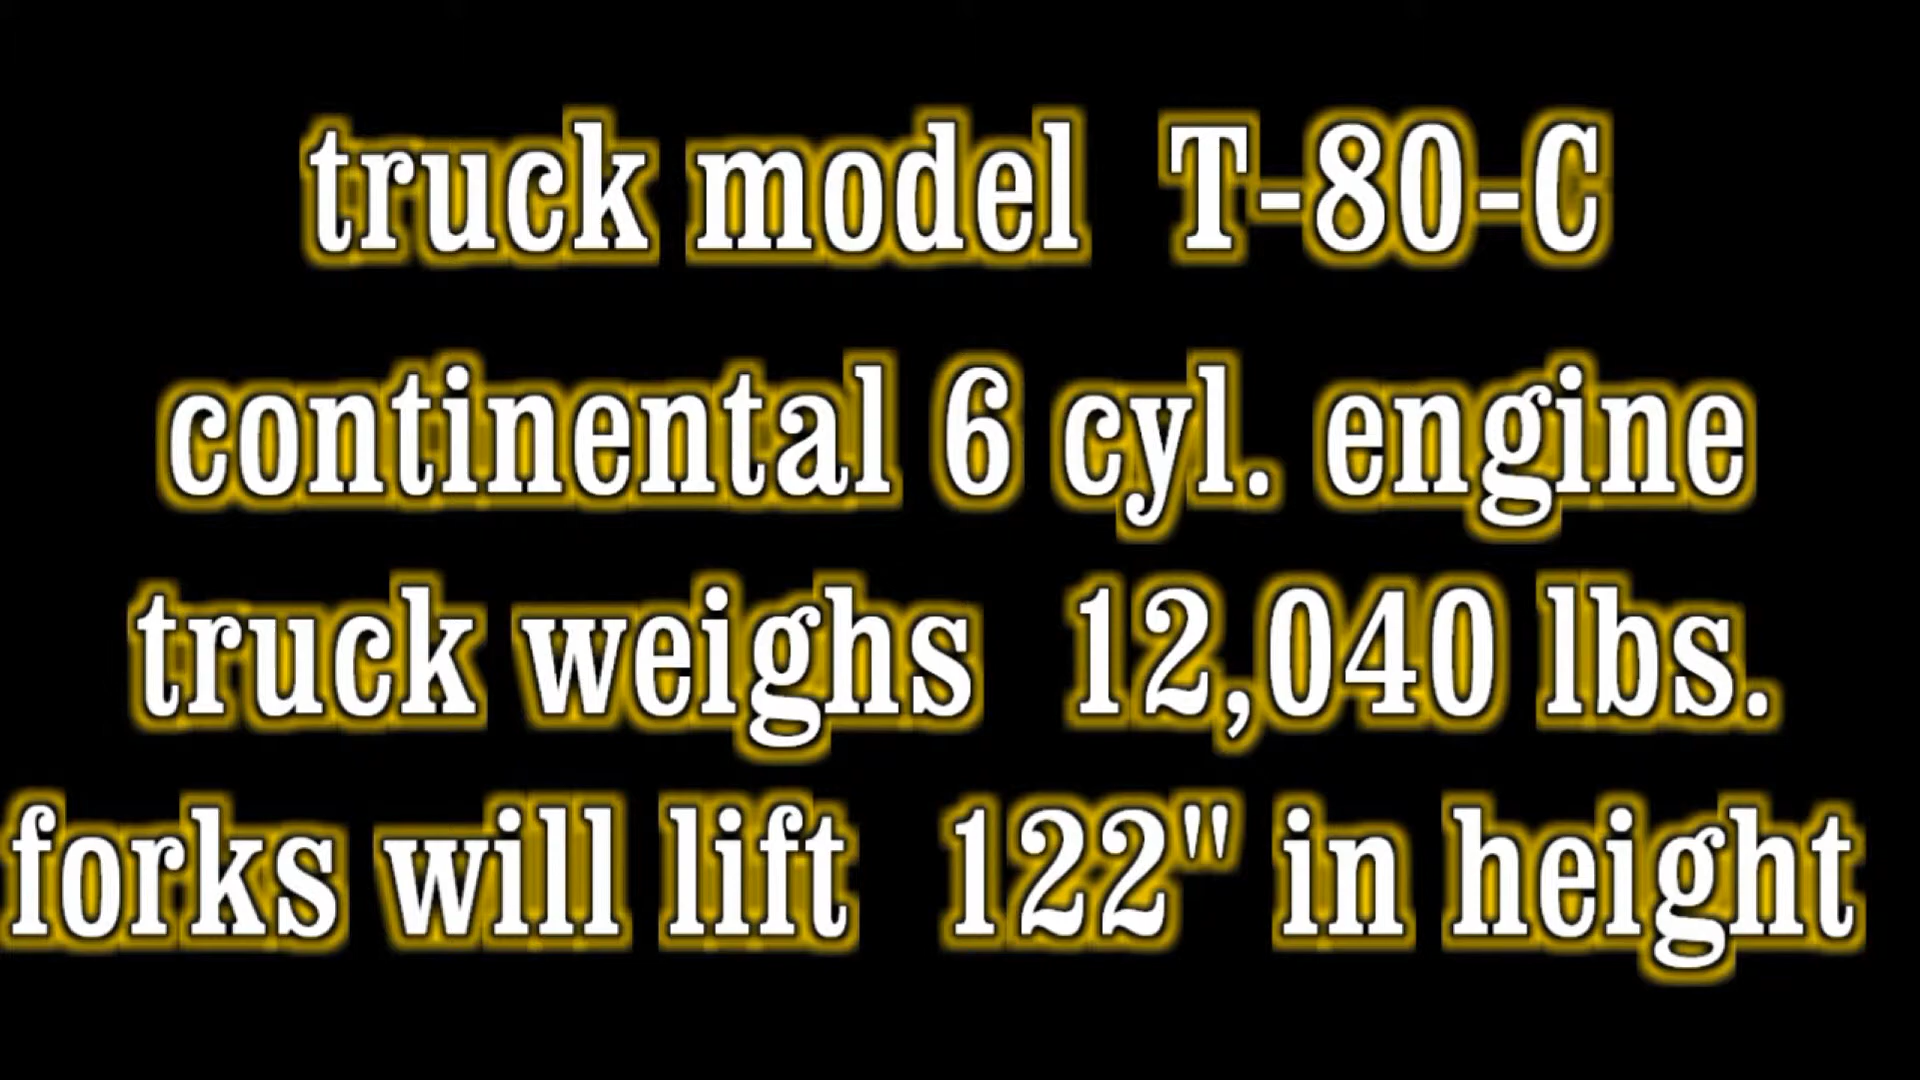 truck model T-80-C
continental 6 cyl. engine
truck weighs 12,040 lbs.
forks will lift 122" in height